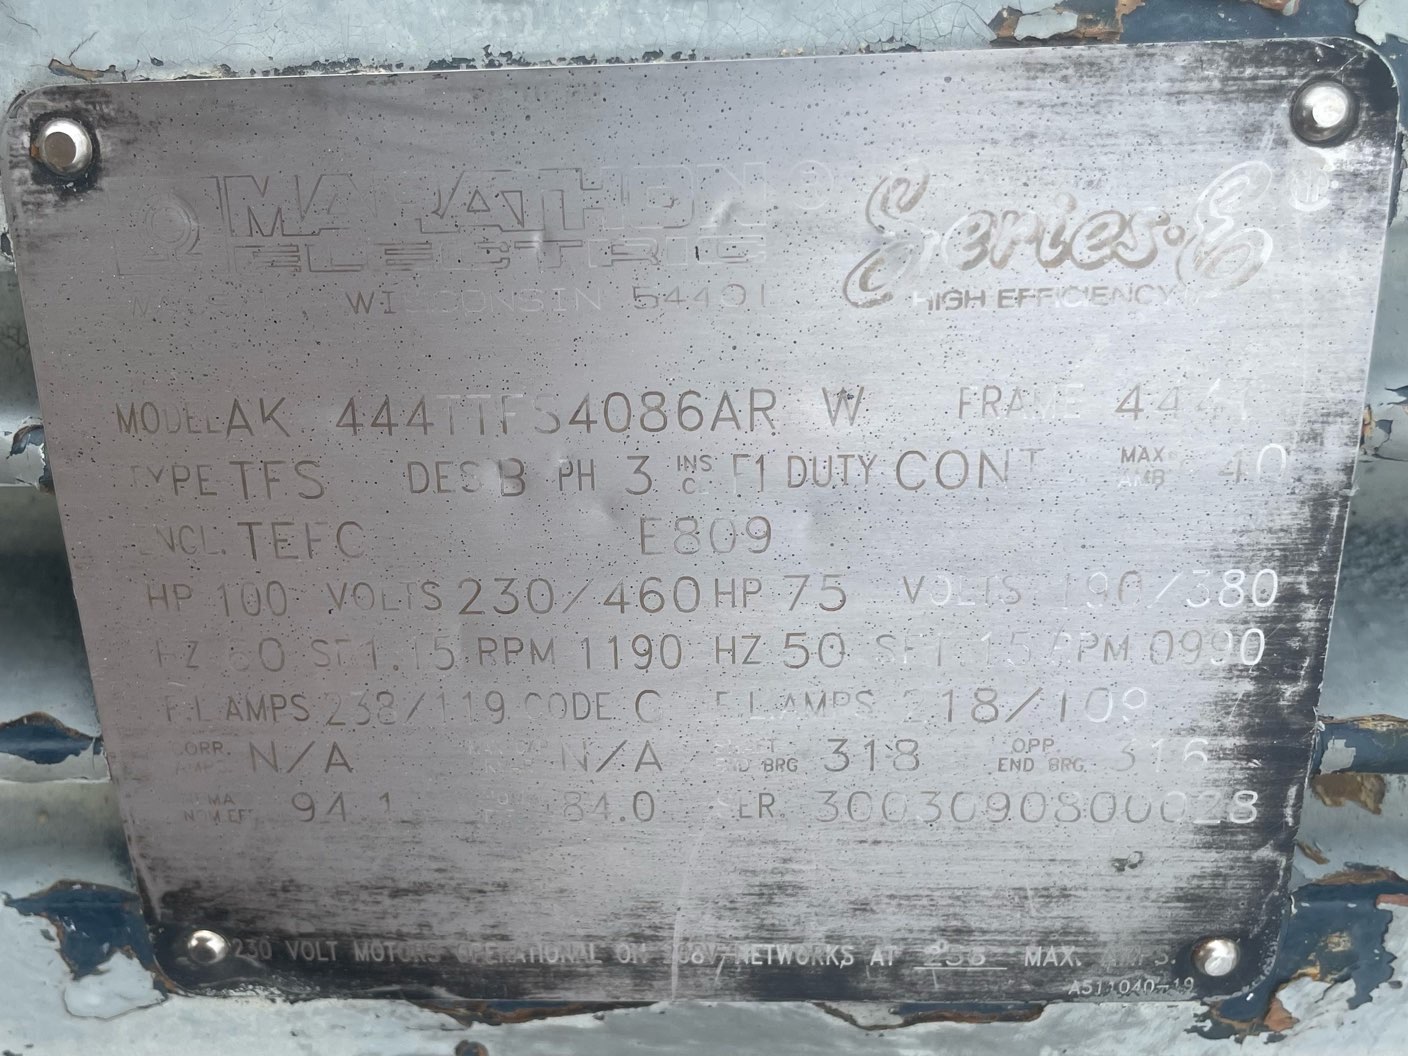 MARATHON
ELECTRIC
WISCONSIN 54401
Series·E
HIGH EFFICIENCY
MODEL AK 444TTFS4086AR W FRAME 444T
TYPE TFS DES B PH 3 INS CL F1 DUTY CONT MAX AMB 40
ENCL. TEFC E809
HP 100 VOLTS 230/460 HP 75 VOLTS 190/380
HZ 60 SF 1.15 RPM 1190 HZ 50 SF 1.15 RPM 0990
F.L. AMPS 238/119 CODE G F.L. AMPS 218/109
CORR. AMPS N/A N/A END BRG 318 OPP. END BRG. 316
NEMA NOM EFF 94.1 84.0 SER. 3003090800028
230 VOLT MOTORS OPERATIONAL ON 208V NETWORKS AT MAX. AMPS.
A511040-19